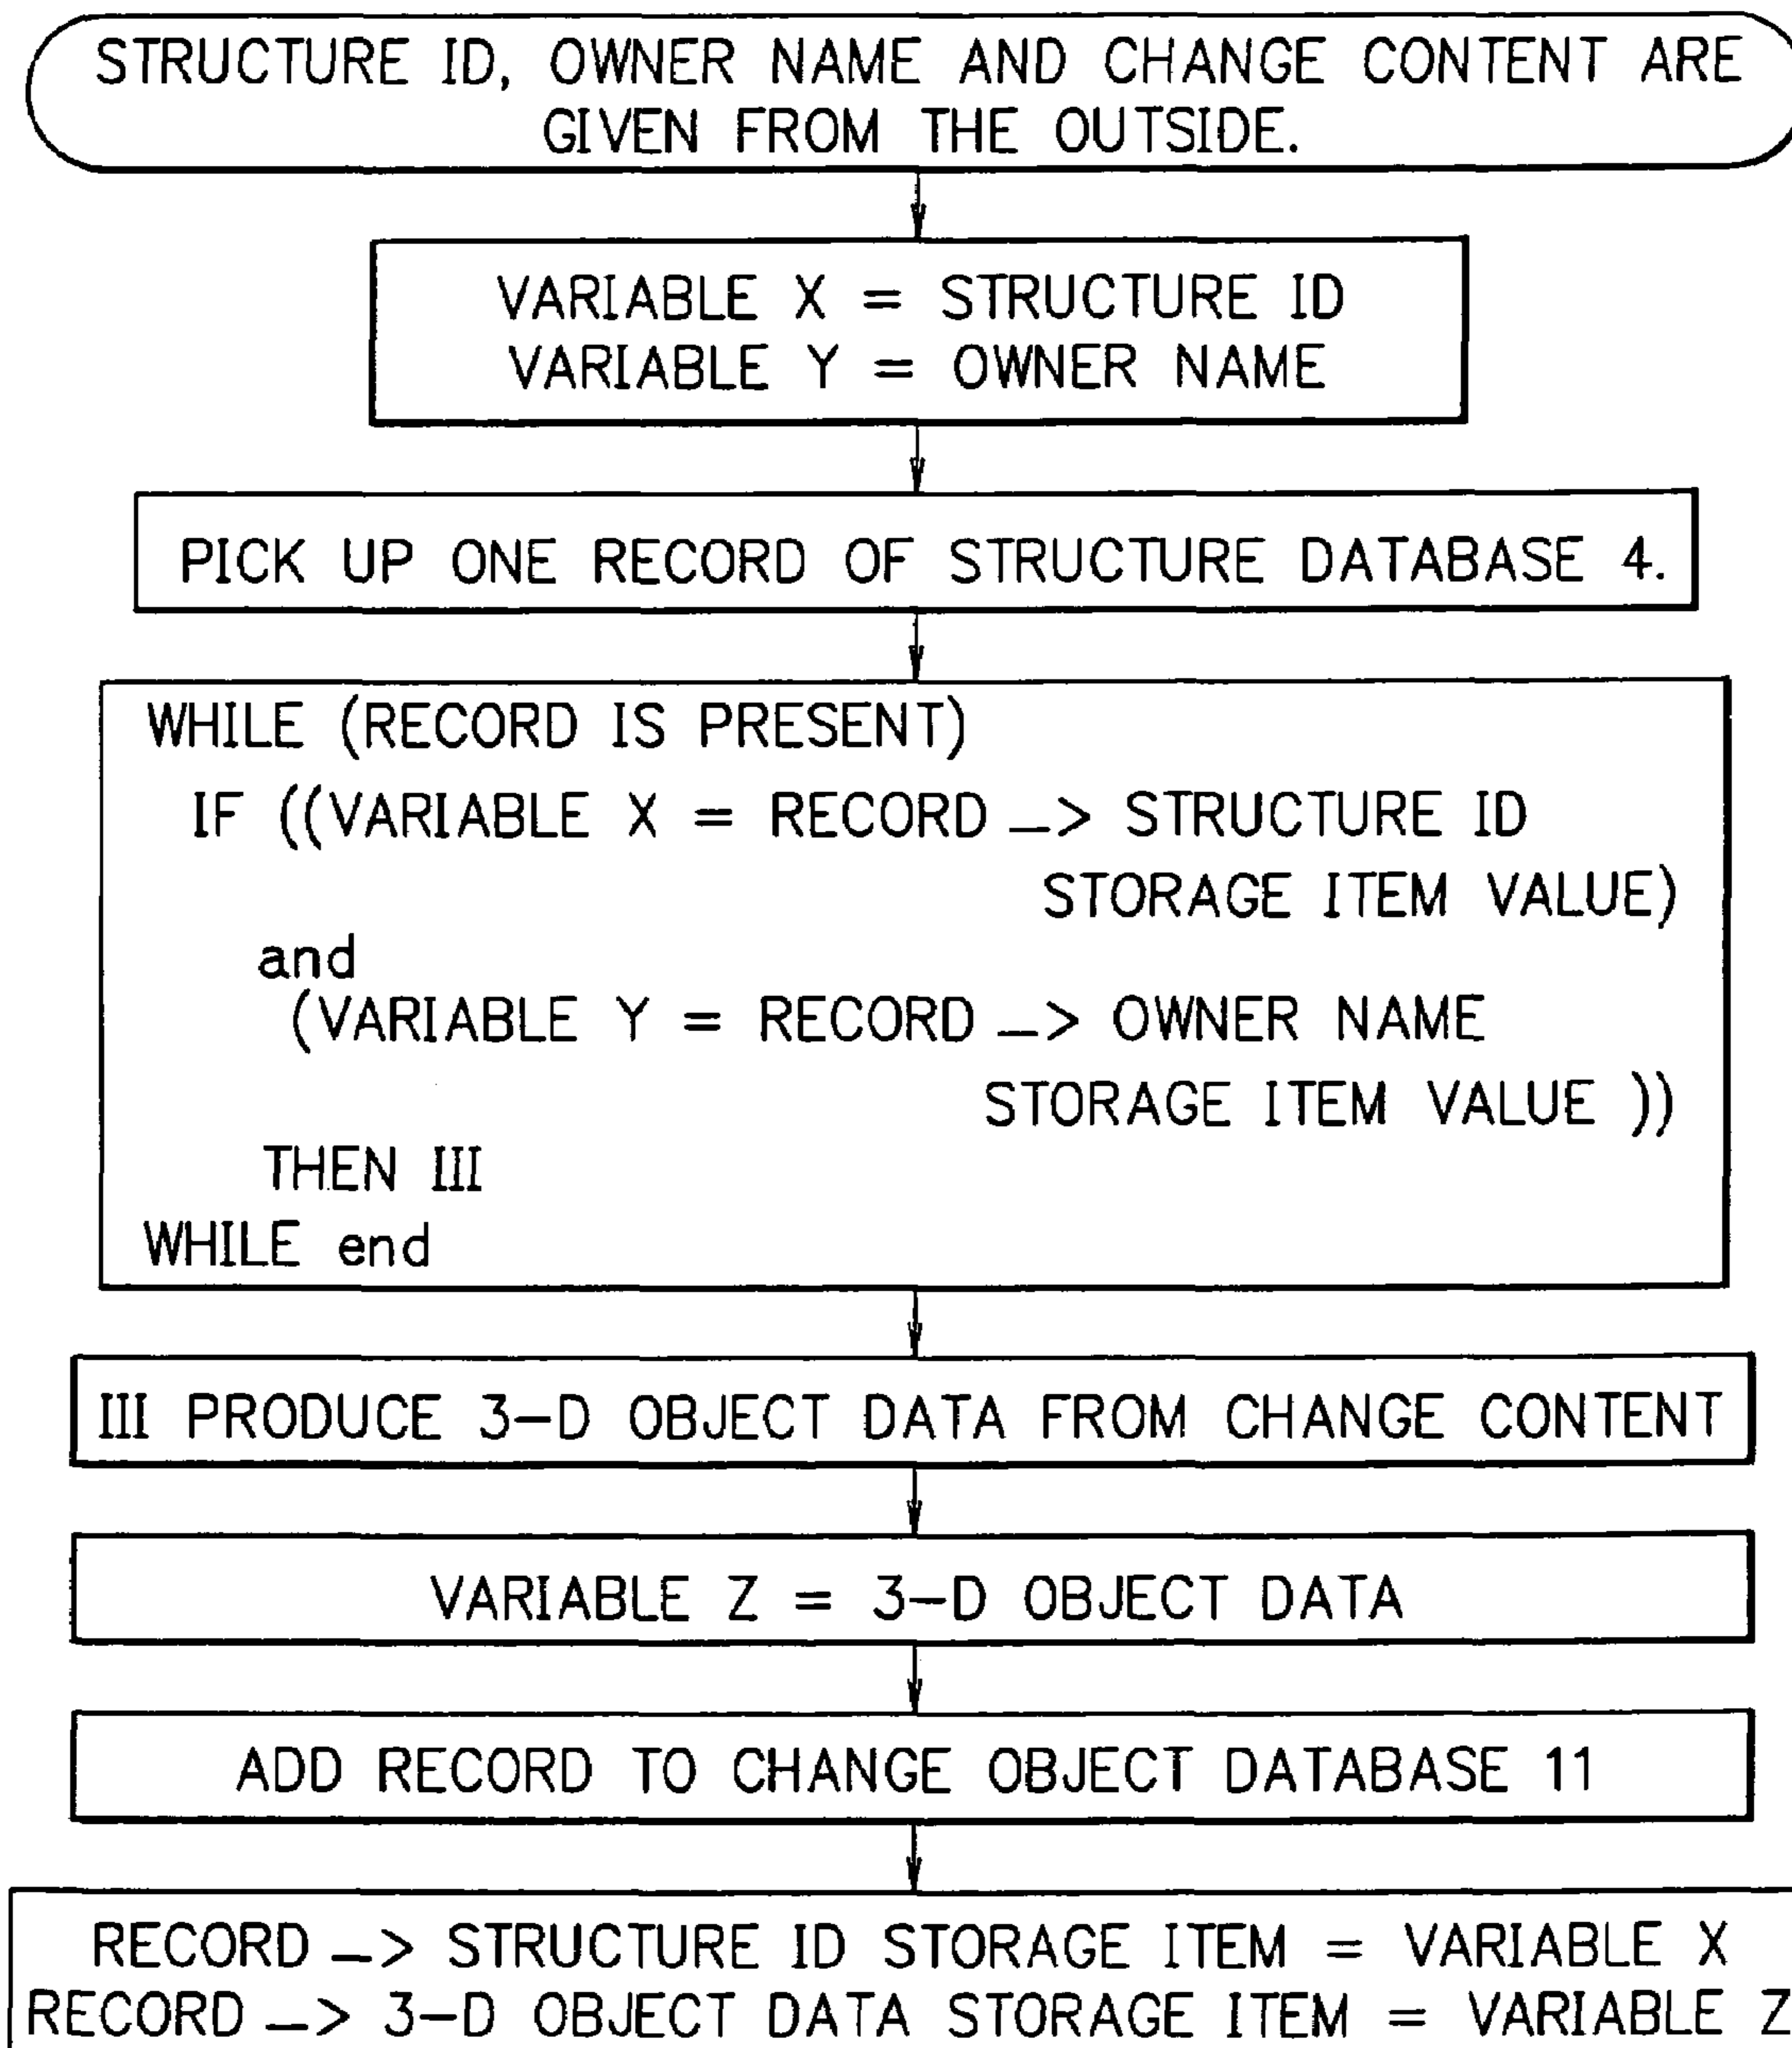 STRUCTURE ID, OWNER NAME AND CHANGE CONTENT ARE
GIVEN FROM THE OUTSIDE.
VARIABLE X = STRUCTURE ID
VARIABLE Y = OWNER NAME
PICK UP ONE RECORD OF STRUCTURE DATABASE 4.
WHILE (RECORD IS PRESENT)
IF ((VARIABLE X = RECORD –> STRUCTURE ID
STORAGE ITEM VALUE)
and
(VARIABLE Y = RECORD –> OWNER NAME
STORAGE ITEM VALUE ))
THEN III
WHILE end
III PRODUCE 3–D OBJECT DATA FROM CHANGE CONTENT
VARIABLE Z = 3–D OBJECT DATA
ADD RECORD TO CHANGE OBJECT DATABASE 11
RECORD –> STRUCTURE ID STORAGE ITEM = VARIABLE X
RECORD –> 3–D OBJECT DATA STORAGE ITEM = VARIABLE Z